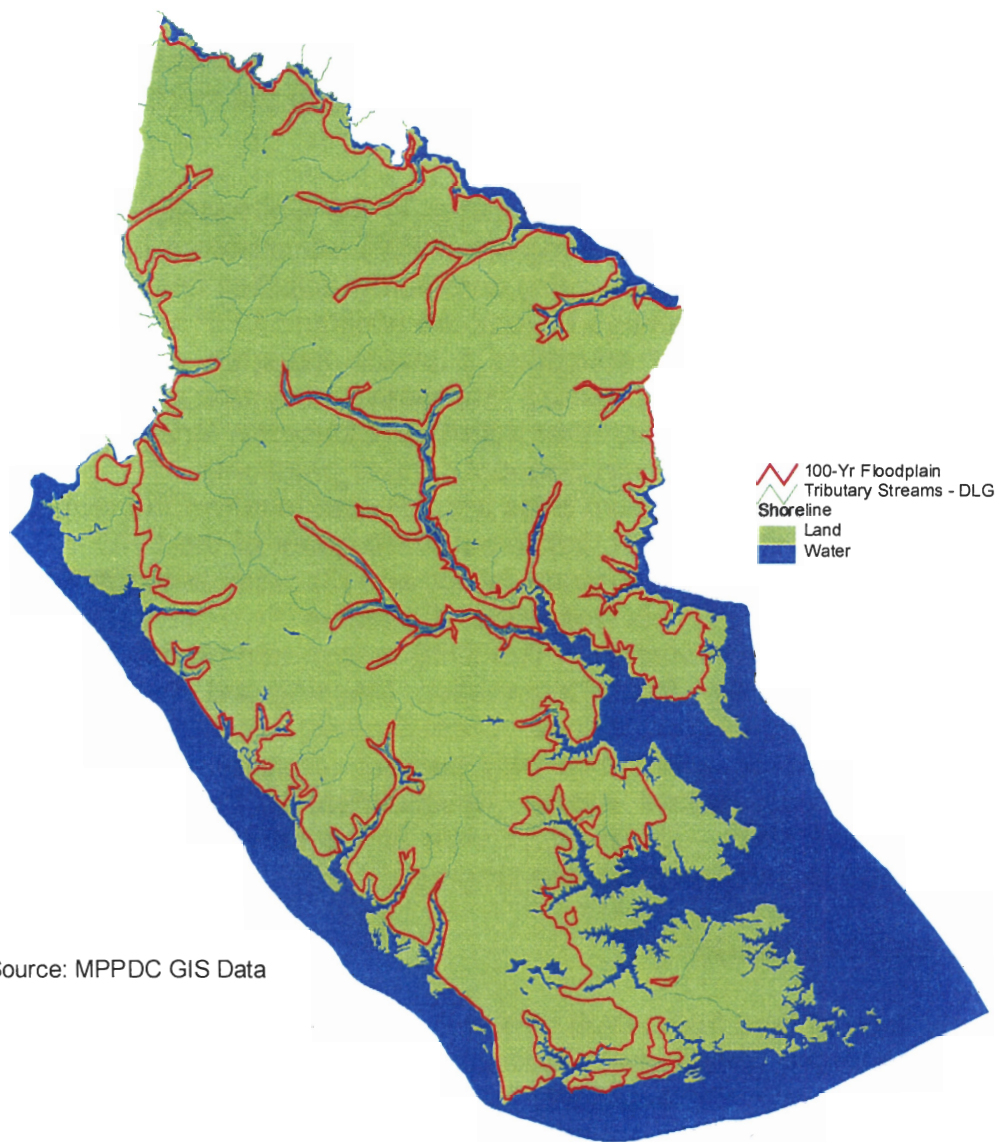 100-Yr Floodplain
Tributary Streams - DLG
Shoreline
Land
Water
Source: MPPDC GIS Data